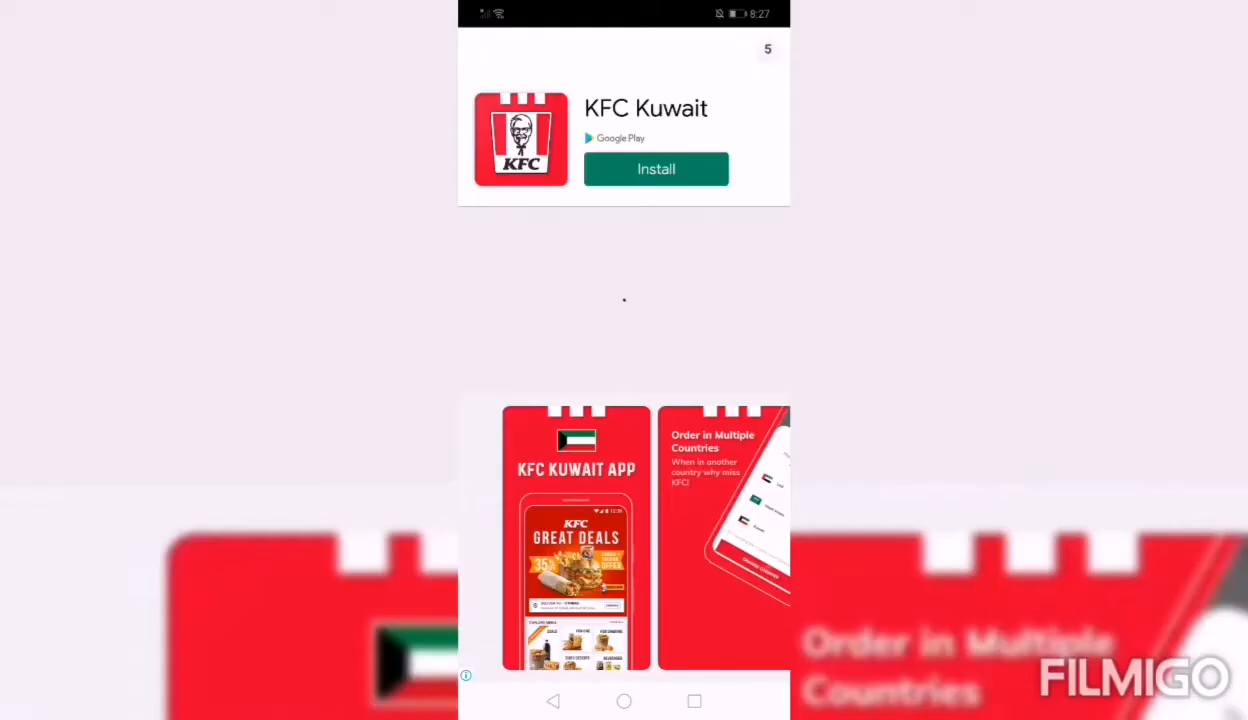 8:27
5
KFC Kuwait
Google Play
Install
KFC
KFC KUWAIT APP
KFC
GREAT DEALS
35%
OFFER
Order in Multiple
Countries
When in another
country why miss
KFC!
Order in Multiple
Countries
FILMIGO